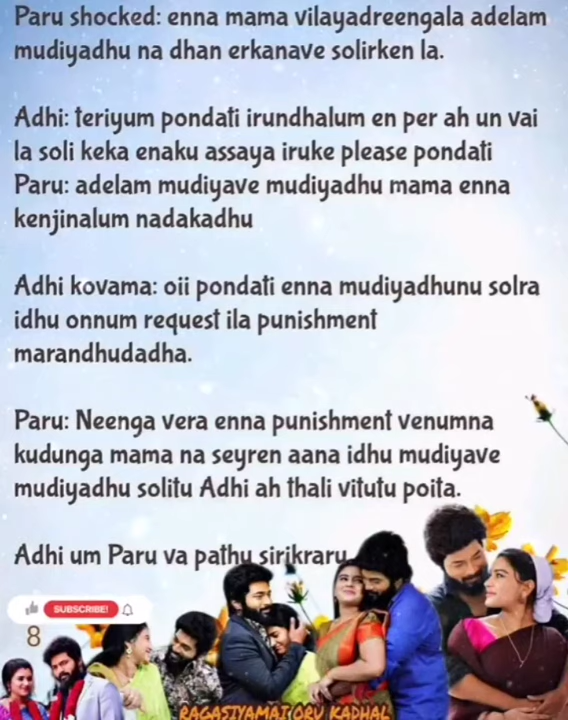 Paru shocked: enna mama vilayadreengala adelam
mudiyadhu na dhan erkanave solirken la.
Adhi: teriyum pondati irundhalum en per ah un vai
la soli keka enaku assaya iruke please pondati
Paru: adelam mudiyave mudiyadhu mama enna
kenjinalum nadakadhu
Adhi kovama: oii pondati enna mudiyadhunu solra
idhu onnum request ila punishment
marandhudadha.
Paru: Neenga vera enna punishment venumna
kudunga mama na seyren aana idhu mudiyave
mudiyadhu solitu Adhi ah thali vitutu poita.
Adhi um Paru va pathu sirikraru
SUBSCRIBE!
8
RAGASIYAMAI ORU KADHAL